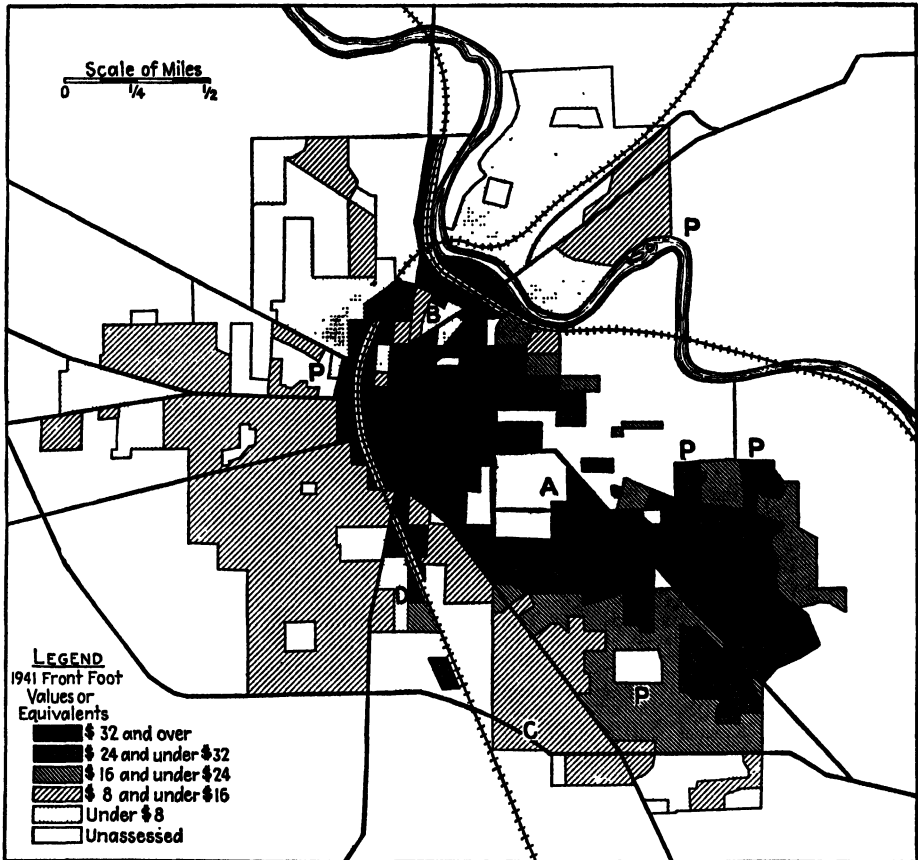 Scale of Miles
0 1/4 1/2
P
B
P
P P
A
D
P
C
LEGEND
1941 Front Foot
Values or
Equivalents
$ 32 and over
$ 24 and under $32
$ 16 and under $24
$ 8 and under $16
Under $8
Unassessed